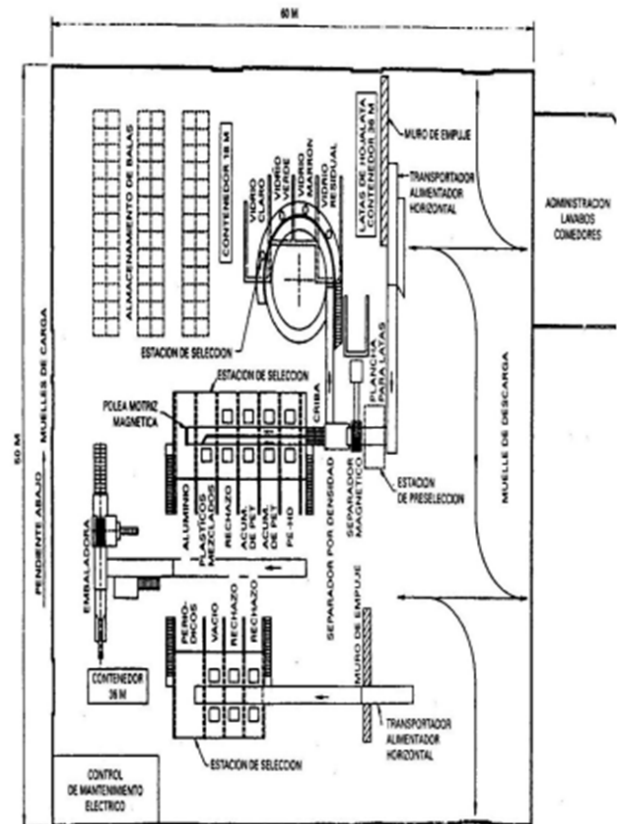 60 M
50 M
PENDIENTE ABAJO → MUELLES DE CARGA
ALMACENAMIENTO DE BALAS
CONTENEDOR 18 M
VIDRIO
CLARO
VIDRIO
VERDE
VIDRIO
MARRON
VIDRIO
RESIDUAL
LATAS DE HOJALATA
CONTENEDOR 36 M
MURO DE EMPUJE
TRANSPORTADOR
ALIMENTADOR
HORIZONTAL
ADMINISTRACION
LAVABOS
COMEDORES
ESTACION DE SELECCION
ESTACION DE SELECCION
POLEA MOTRIZ
MAGNETICA
CRIBA
PLANCHA
PARA LATAS
ESTACION
DE PRESELECCION
MUELLE DE DESCARGA
EMBALADORA
ALUMINIO
PLASTICOS
MEZCLADOS
RECHAZO
ACUM.
DE PET
ACUM.
DE PET
PE-HD
SEPARADOR POR DENSIDAD
SEPARADOR
MAGNETICO
PERIO-
DICOS
VACIO
RECHAZO
RECHAZO
MURO DE EMPUJE
CONTENEDOR
36 M
TRANSPORTADOR
ALIMENTADOR
HORIZONTAL
ESTACION DE SELECCION
CONTROL
DE MANTENIMIENTO
ELECTRICO